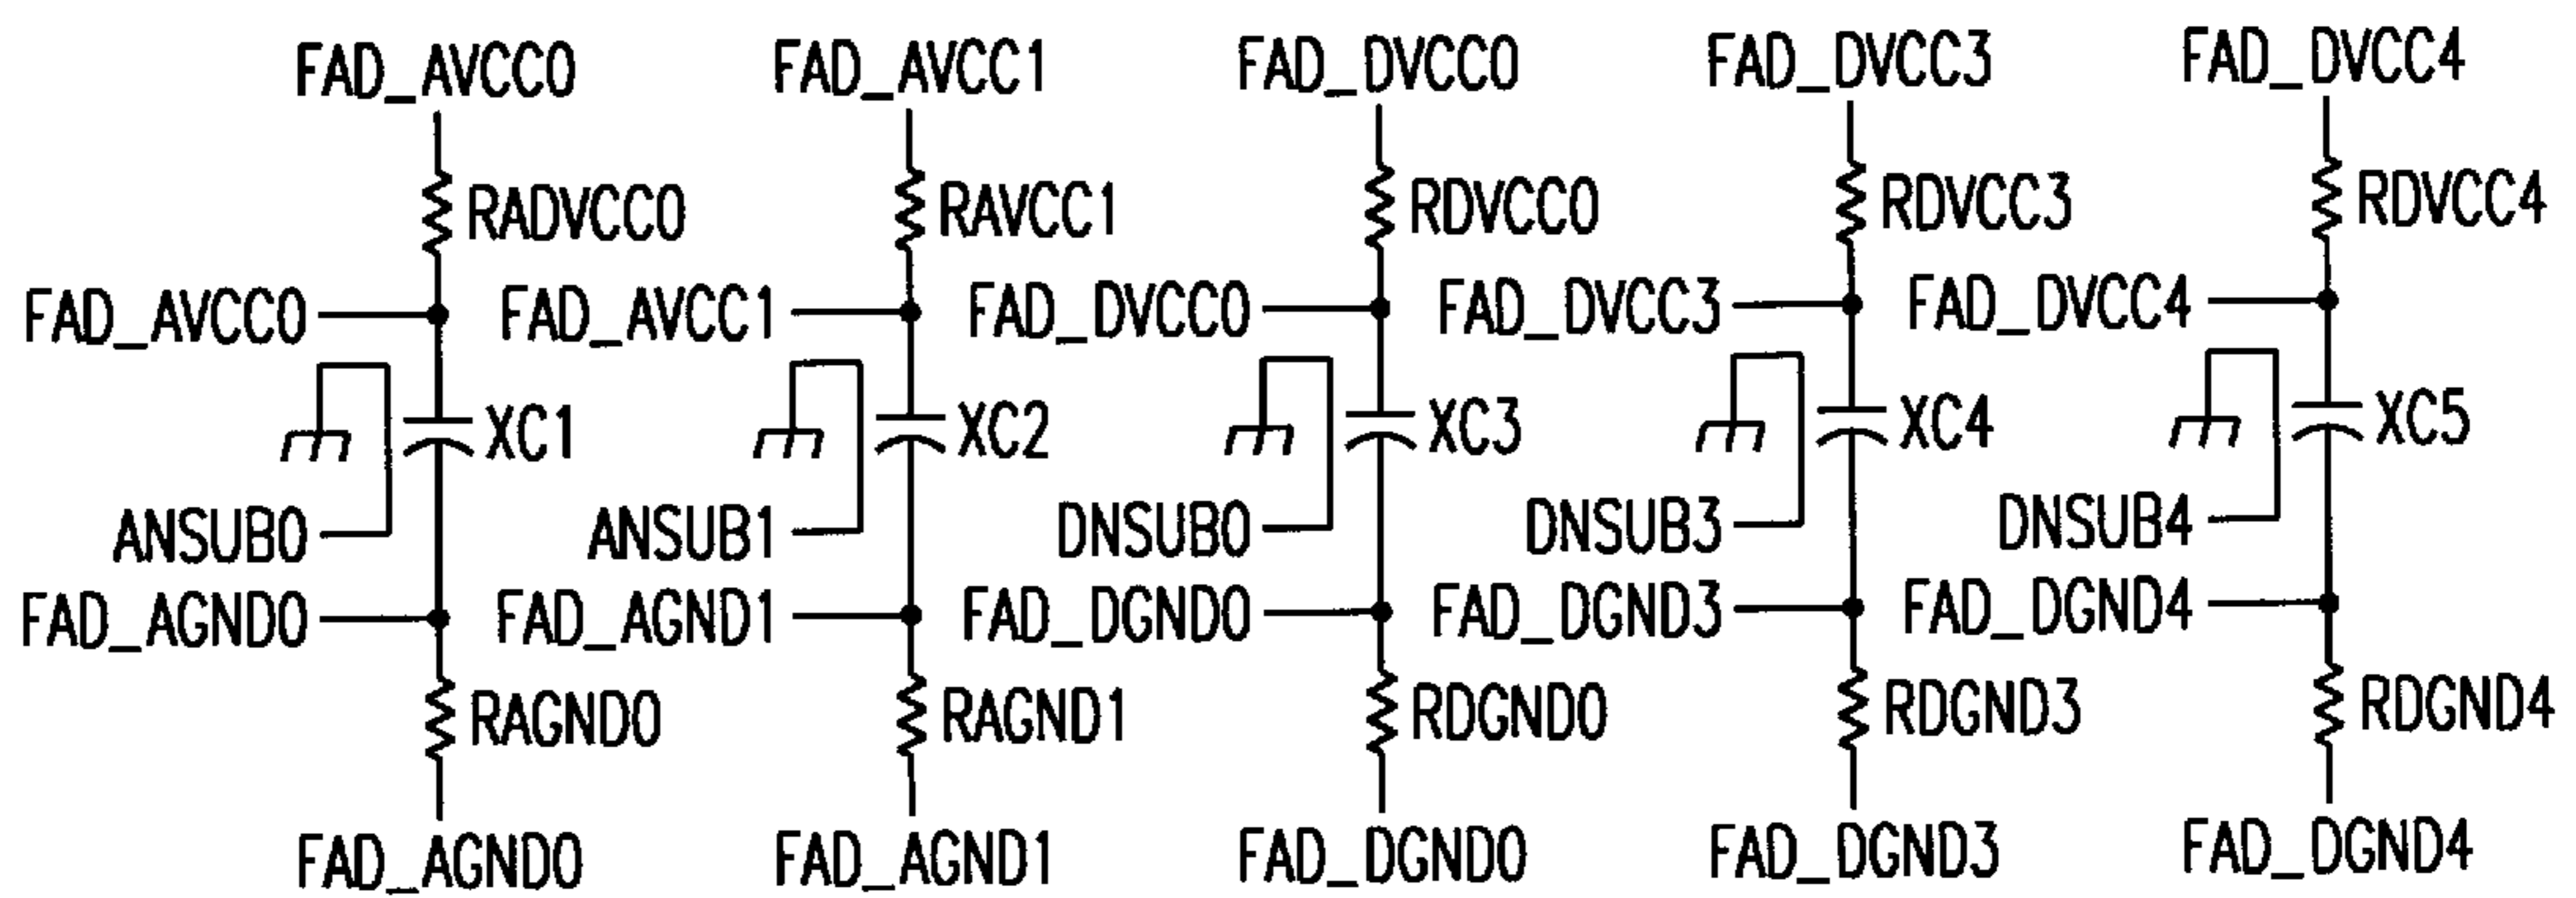 FAD_AVCC0 FAD_AVCC1 FAD_DVCC0 FAD_DVCC3 FAD_DVCC4
RADVCC0 RAVCC1 RDVCC0 RDVCC3 RDVCC4
FAD_AVCC0 FAD_AVCC1 FAD_DVCC0 FAD_DVCC3 FAD_DVCC4
XC1 XC2 XC3 XC4 XC5
ANSUB0 ANSUB1 DNSUB0 DNSUB3 DNSUB4
FAD_AGND0 FAD_AGND1 FAD_DGND0 FAD_DGND3 FAD_DGND4
RAGND0 RAGND1 RDGND0 RDGND3 RDGND4
FAD_AGND0 FAD_AGND1 FAD_DGND0 FAD_DGND3 FAD_DGND4